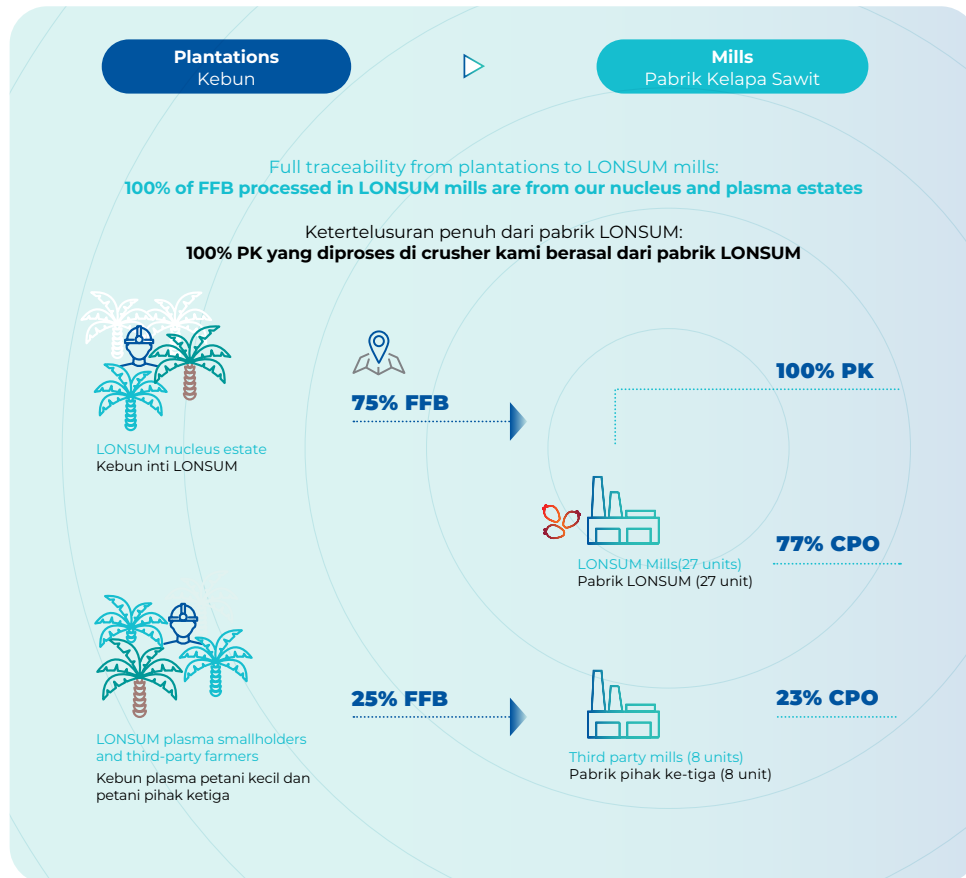 Plantations
Kebun
Mills
Pabrik Kelapa Sawit
Full traceability from plantations to LONSUM mills:
100% of FFB processed in LONSUM mills are from our nucleus and plasma estates
Ketertelusuran penuh dari pabrik LONSUM:
100% PK yang diproses di crusher kami berasal dari pabrik LONSUM
100% PK
75% FFB
LONSUM nucleus estate
Kebun inti LONSUM
77% CPO
LONSUM Mills(27 units)
Pabrik LONSUM (27 unit)
25% FFB
23% CPO
LONSUM plasma smallholders
and third-party farmers
Kebun plasma petani kecil dan
petani pihak ketiga
Third party mills (8 units)
Pabrik pihak ke-tiga (8 unit)